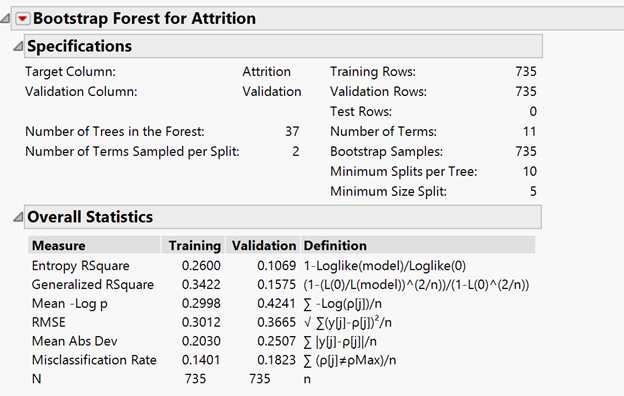 Bootstrap Forest for Attrition
Specifications
Target Column: Attrition Training Rows: 735
Validation Column: Validation Validation Rows: 735
Test Rows: 0
Number of Trees in the Forest: 37 Number of Terms: 11
Number of Terms Sampled per Split: 2 Bootstrap Samples: 735
Minimum Splits per Tree: 10
Minimum Size Split: 5
Overall Statistics
Measure Training Validation Definition
Entropy RSquare 0.2600 0.1069 1-Loglike(model)/Loglike(0)
Generalized RSquare 0.3422 0.1575 (1-(L(0)/L(model))^(2/n))/(1-L(0)^(2/n))
Mean -Log p 0.2998 0.4241 ∑ -Log(ρ[j])/n
RMSE 0.3012 0.3665 √ ∑(y[j]-ρ[j])²/n
Mean Abs Dev 0.2030 0.2507 ∑ |y[j]-ρ[j]|/n
Misclassification Rate 0.1401 0.1823 ∑ (ρ[j]≠ρMax)/n
N 735 735 n